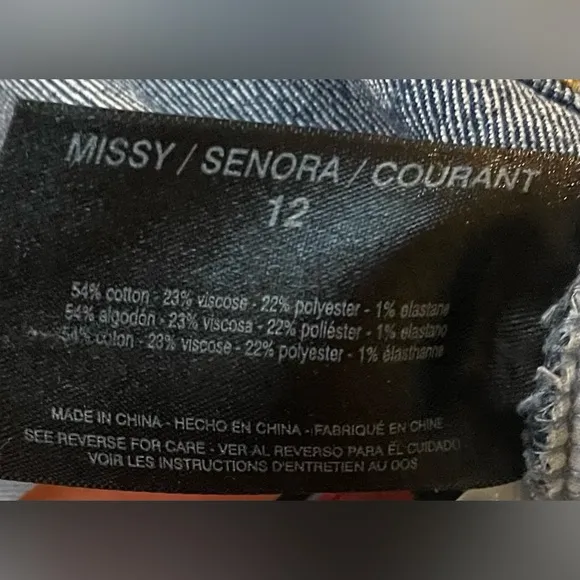 MISSY / SENORA / COURANT
12
54% cotton - 23% viscose - 22% polyester - 1% elastane
54% algodón - 23% viscosa - 22% poliéster - 1% elastano
54% coton - 23% viscose - 22% polyester - 1% élasthanne
MADE IN CHINA - HECHO EN CHINA - FABRIQUÉ EN CHINE
SEE REVERSE FOR CARE - VER AL REVERSO PARA EL CUIDADO
VOIR LES INSTRUCTIONS D'ENTRETIEN AU DOS